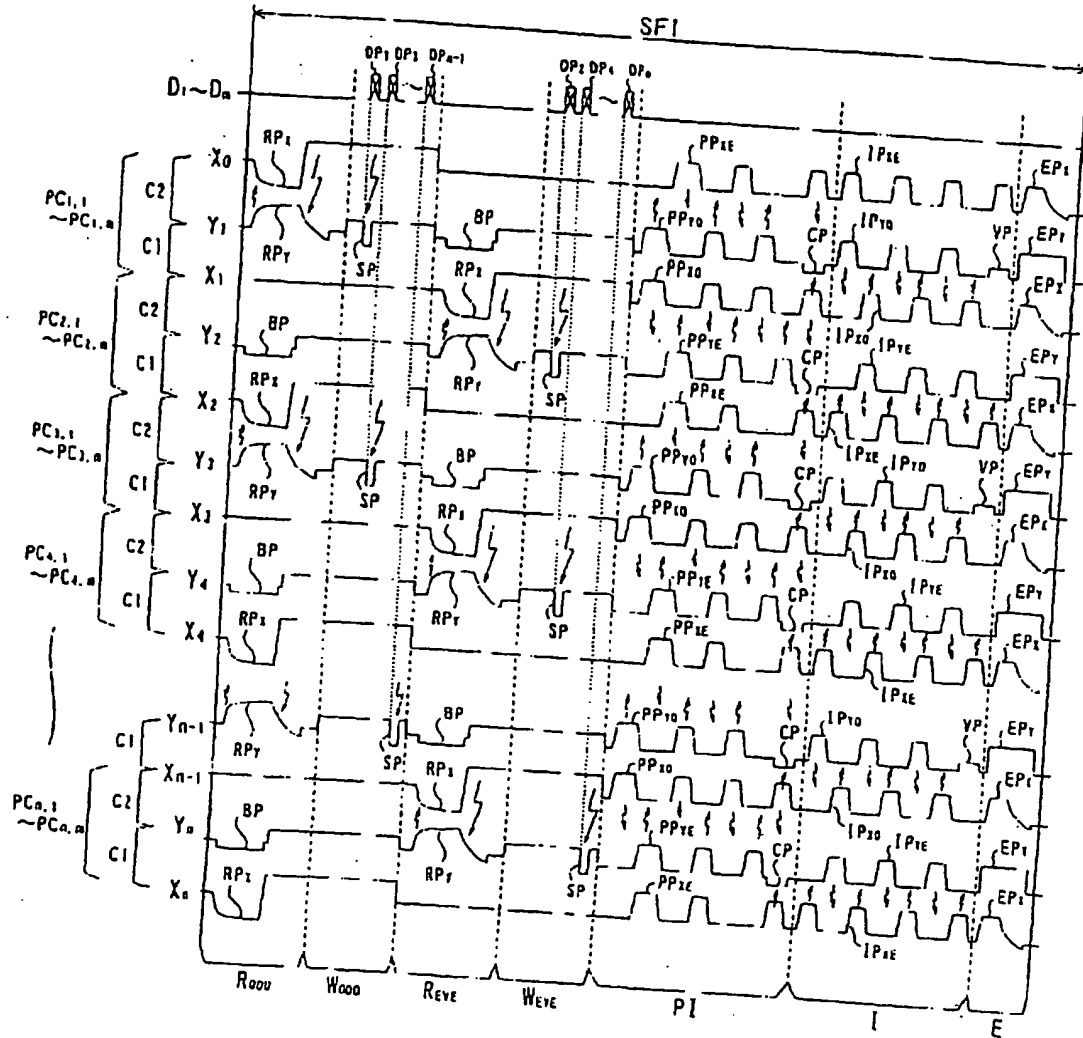 SF1
DP1 DP3 DPn-1 DP2 DP4 DPn
D1~Dm
RPX PPXE IPXE EPX
X0
PC1,1 ~PC1,m C2
Y1 BP PPYO CP IPYO VP EPY
C1 RPY SP RPX
X1 PPXO EPX
PC2,1 ~PC2,m C2
Y2 BP PPYE CP IPXO IPYE EPY
C1 RPX RPY SP
X2 PPXE EPX
PC3,1 ~PC3,m C2
Y3 BP PPYO CP IPXE IPYO VP EPY
C1 RPY SP
X3 RPX PPXO EPX
PC4,1 ~PC4,m C2
Y4 BP PPYE CP IPXO IPYE EPY
C1 RPX RPY SP
X4 PPXE EPX
IPXE
Yn-1 BP PPYO CP IPYO VP EPY
C1 RPY SP RPX
Xn-1 PPXO EPX
PCn,1 ~PCn,m C2
Yn BP PPYE CP IPXO IPYE EPY
C1 RPX RPY SP
Xn PPXE EPX
IPXE
RODD WODD REVE WEVE PI I E